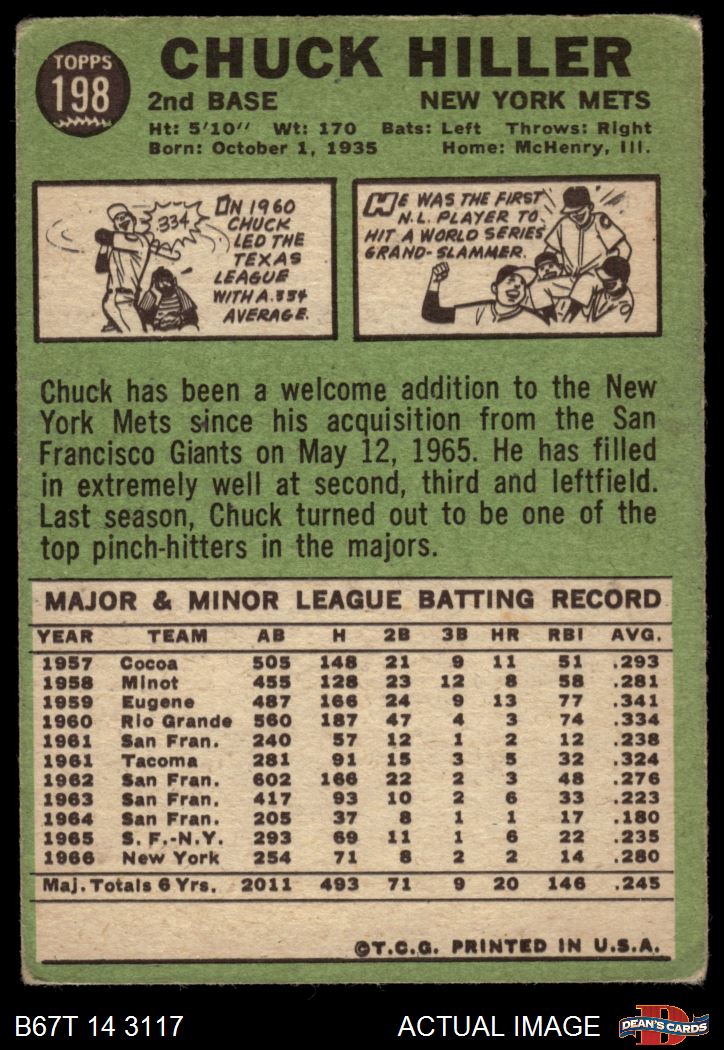 TOPPS
198
CHUCK HILLER
2nd BASE NEW YORK METS
Ht: 5'10" Wt: 170 Bats: Left Throws: Right
Born: October 1, 1935 Home: McHenry, Ill.
.334
IN 1960
CHUCK
LED THE
TEXAS
LEAGUE
WITH A .334
AVERAGE.
HE WAS THE FIRST
N.L. PLAYER TO
HIT A WORLD SERIES
GRAND-SLAMMER.
Chuck has been a welcome addition to the New
York Mets since his acquisition from the San
Francisco Giants on May 12, 1965. He has filled
in extremely well at second, third and leftfield.
Last season, Chuck turned out to be one of the
top pinch-hitters in the majors.
MAJOR & MINOR LEAGUE BATTING RECORD
YEAR TEAM AB H 2B 3B HR RBI AVG.
1957 Cocoa 505 148 21 9 11 51 .293
1958 Minot 455 128 23 12 8 58 .281
1959 Eugene 487 166 24 9 13 77 .341
1960 Rio Grande 560 187 47 4 3 74 .334
1961 San Fran. 240 57 12 1 2 12 .238
1961 Tacoma 281 91 15 3 5 32 .324
1962 San Fran. 602 166 22 2 3 48 .276
1963 San Fran. 417 93 10 2 6 33 .223
1964 San Fran. 205 37 8 1 1 17 .180
1965 S. F.-N.Y. 293 69 11 1 6 22 .235
1966 New York 254 71 8 2 2 14 .280
Maj. Totals 6 Yrs. 2011 493 71 9 20 146 .245
©T.C.G. PRINTED IN U.S.A.
B67T 14 3117 ACTUAL IMAGE
D
DEAN'S CARDS